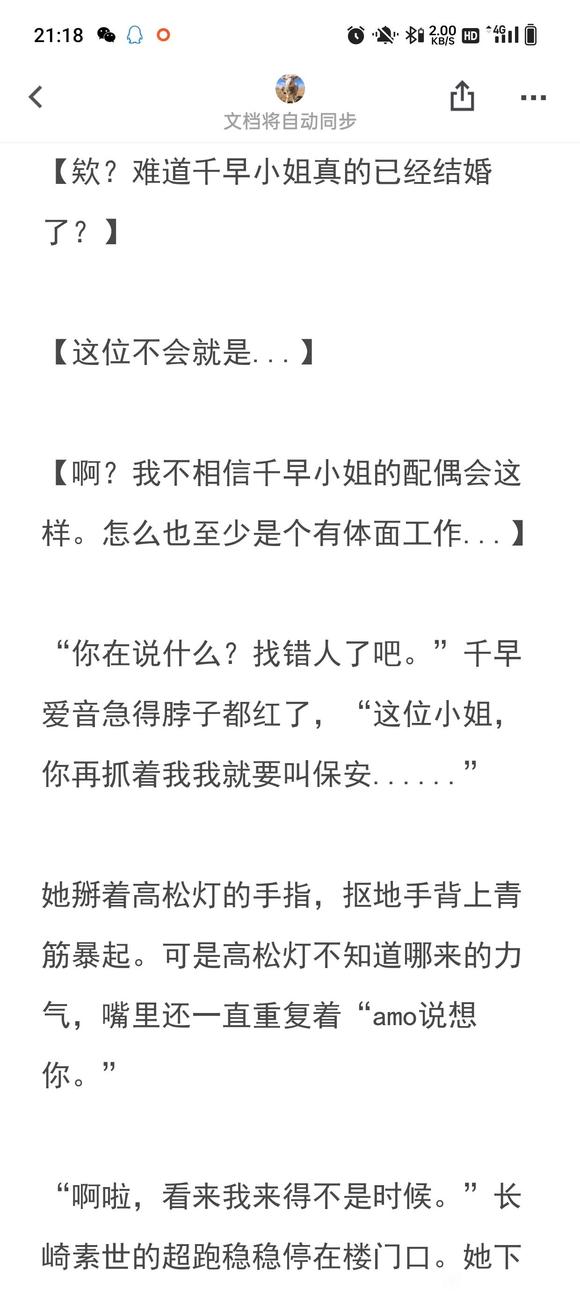 21:18 2.00 KB/S HD 4G
文档将自动同步
【欸？难道千早小姐真的已经结婚
了？】
【这位不会就是...】
【啊？我不相信千早小姐的配偶会这
样。怎么也至少是个有体面工作...】
“你在说什么？找错人了吧。”千早
爱音急得脖子都红了，“这位小姐，
你再抓着我我就要叫保安......”
她掰着高松灯的手指，抠地手背上青
筋暴起。可是高松灯不知道哪来的力
气，嘴里还一直重复着“amo说想
你。”
“啊啦，看来我来得不是时候。”长
崎素世的超跑稳稳停在楼门口。她下